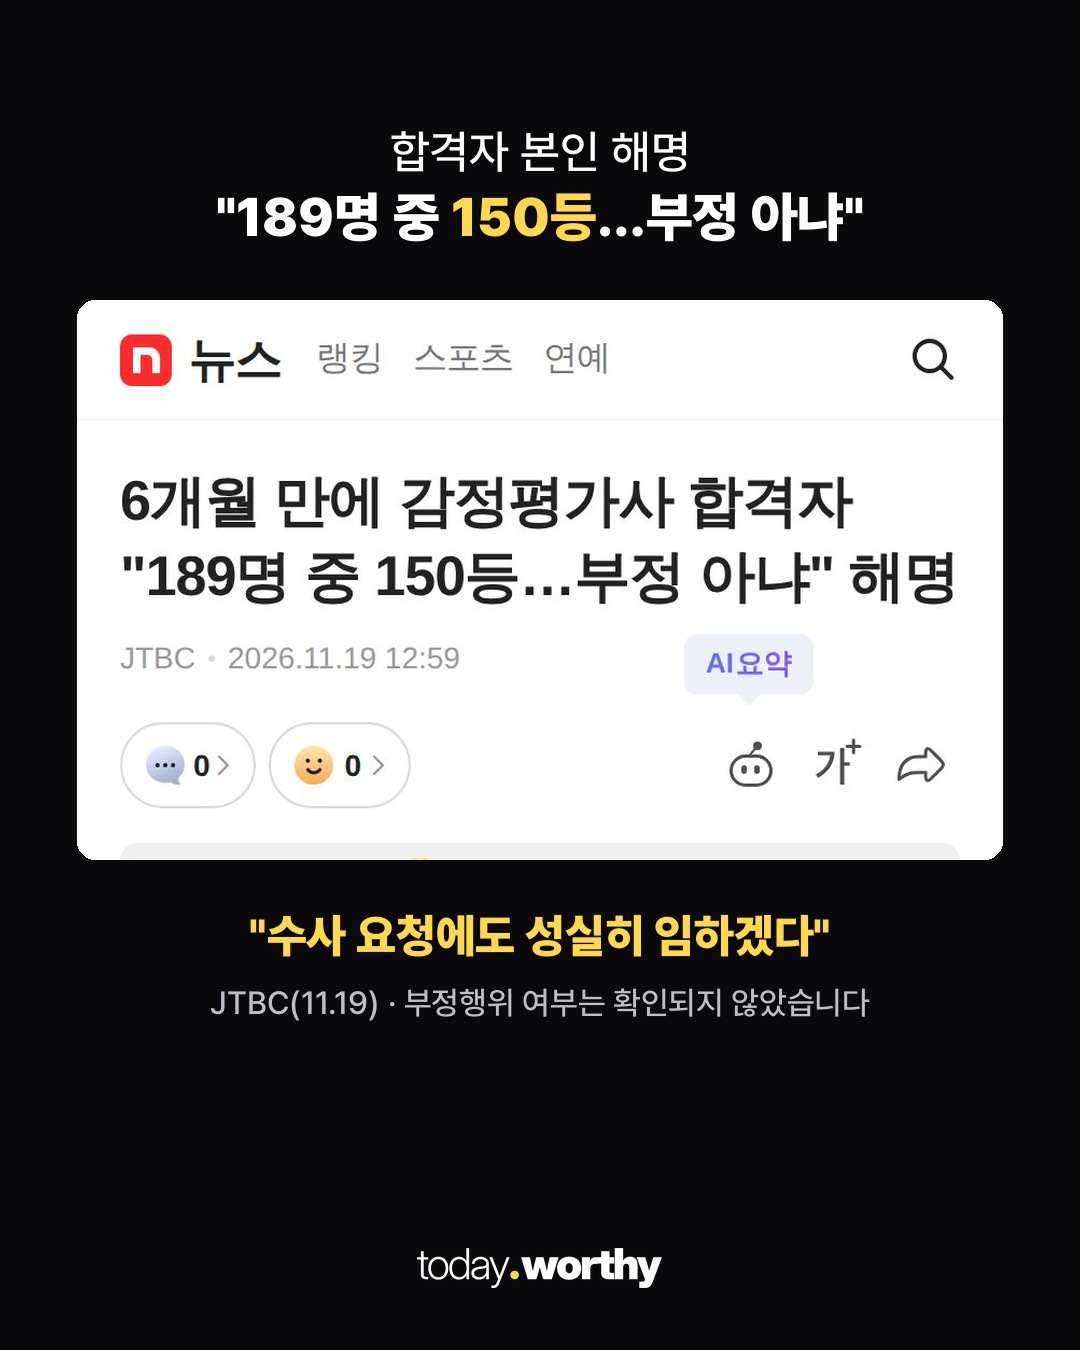 합격자 본인 해명
"189명 중 150등...부정 아냐"
n 뉴스 랭킹 스포츠 연예
6개월 만에 감정평가사 합격자
"189명 중 150등…부정 아냐" 해명
JTBC • 2026.11.19 12:59
AI요약
0 0 가+
"수사 요청에도 성실히 임하겠다"
JTBC(11.19) · 부정행위 여부는 확인되지 않았습니다
today.worthy